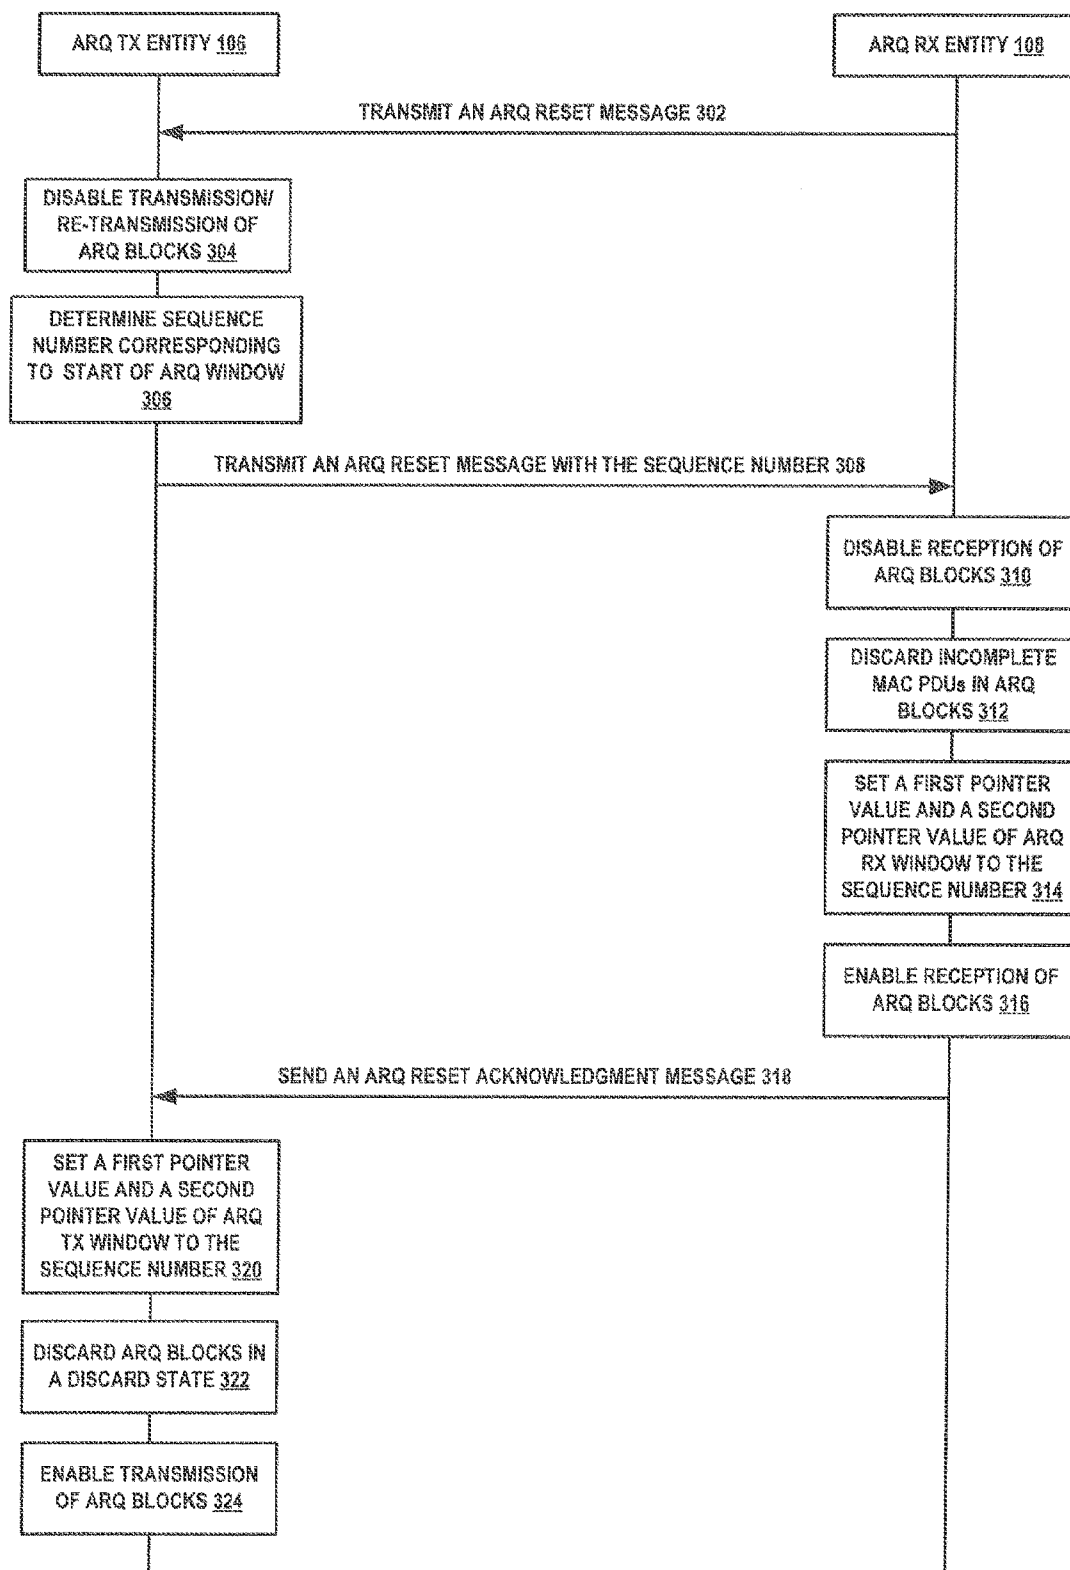 ARQ TX ENTITY 106
ARQ RX ENTITY 108
TRANSMIT AN ARQ RESET MESSAGE 302
DISABLE TRANSMISSION/
RE-TRANSMISSION OF
ARQ BLOCKS 304
DETERMINE SEQUENCE
NUMBER CORRESPONDING
TO START OF ARQ WINDOW
306
TRANSMIT AN ARQ RESET MESSAGE WITH THE SEQUENCE NUMBER 308
DISABLE RECEPTION OF
ARQ BLOCKS 310
DISCARD INCOMPLETE
MAC PDUs IN ARQ
BLOCKS 312
SET A FIRST POINTER
VALUE AND A SECOND
POINTER VALUE OF ARQ
RX WINDOW TO THE
SEQUENCE NUMBER 314
ENABLE RECEPTION OF
ARQ BLOCKS 316
SEND AN ARQ RESET ACKNOWLEDGMENT MESSAGE 318
SET A FIRST POINTER
VALUE AND A SECOND
POINTER VALUE OF ARQ
TX WINDOW TO THE
SEQUENCE NUMBER 320
DISCARD ARQ BLOCKS IN
A DISCARD STATE 322
ENABLE TRANSMISSION
OF ARQ BLOCKS 324